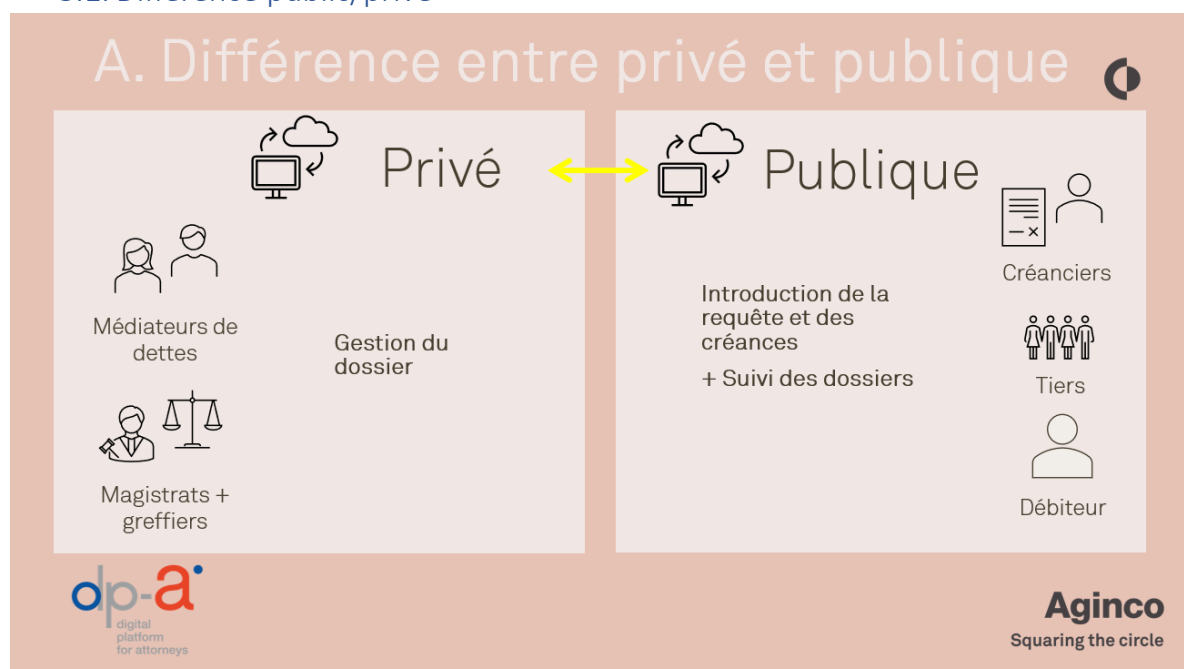 A. Différence entre privé et publique
Privé
Médiateurs de
dettes
Gestion du
dossier
Magistrats +
greffiers
Publique
Introduction de la
requête et des
créances
+ Suivi des dossiers
Créanciers
Tiers
Débiteur
dp-a
digital
platform
for attorneys
Aginco
Squaring the circle